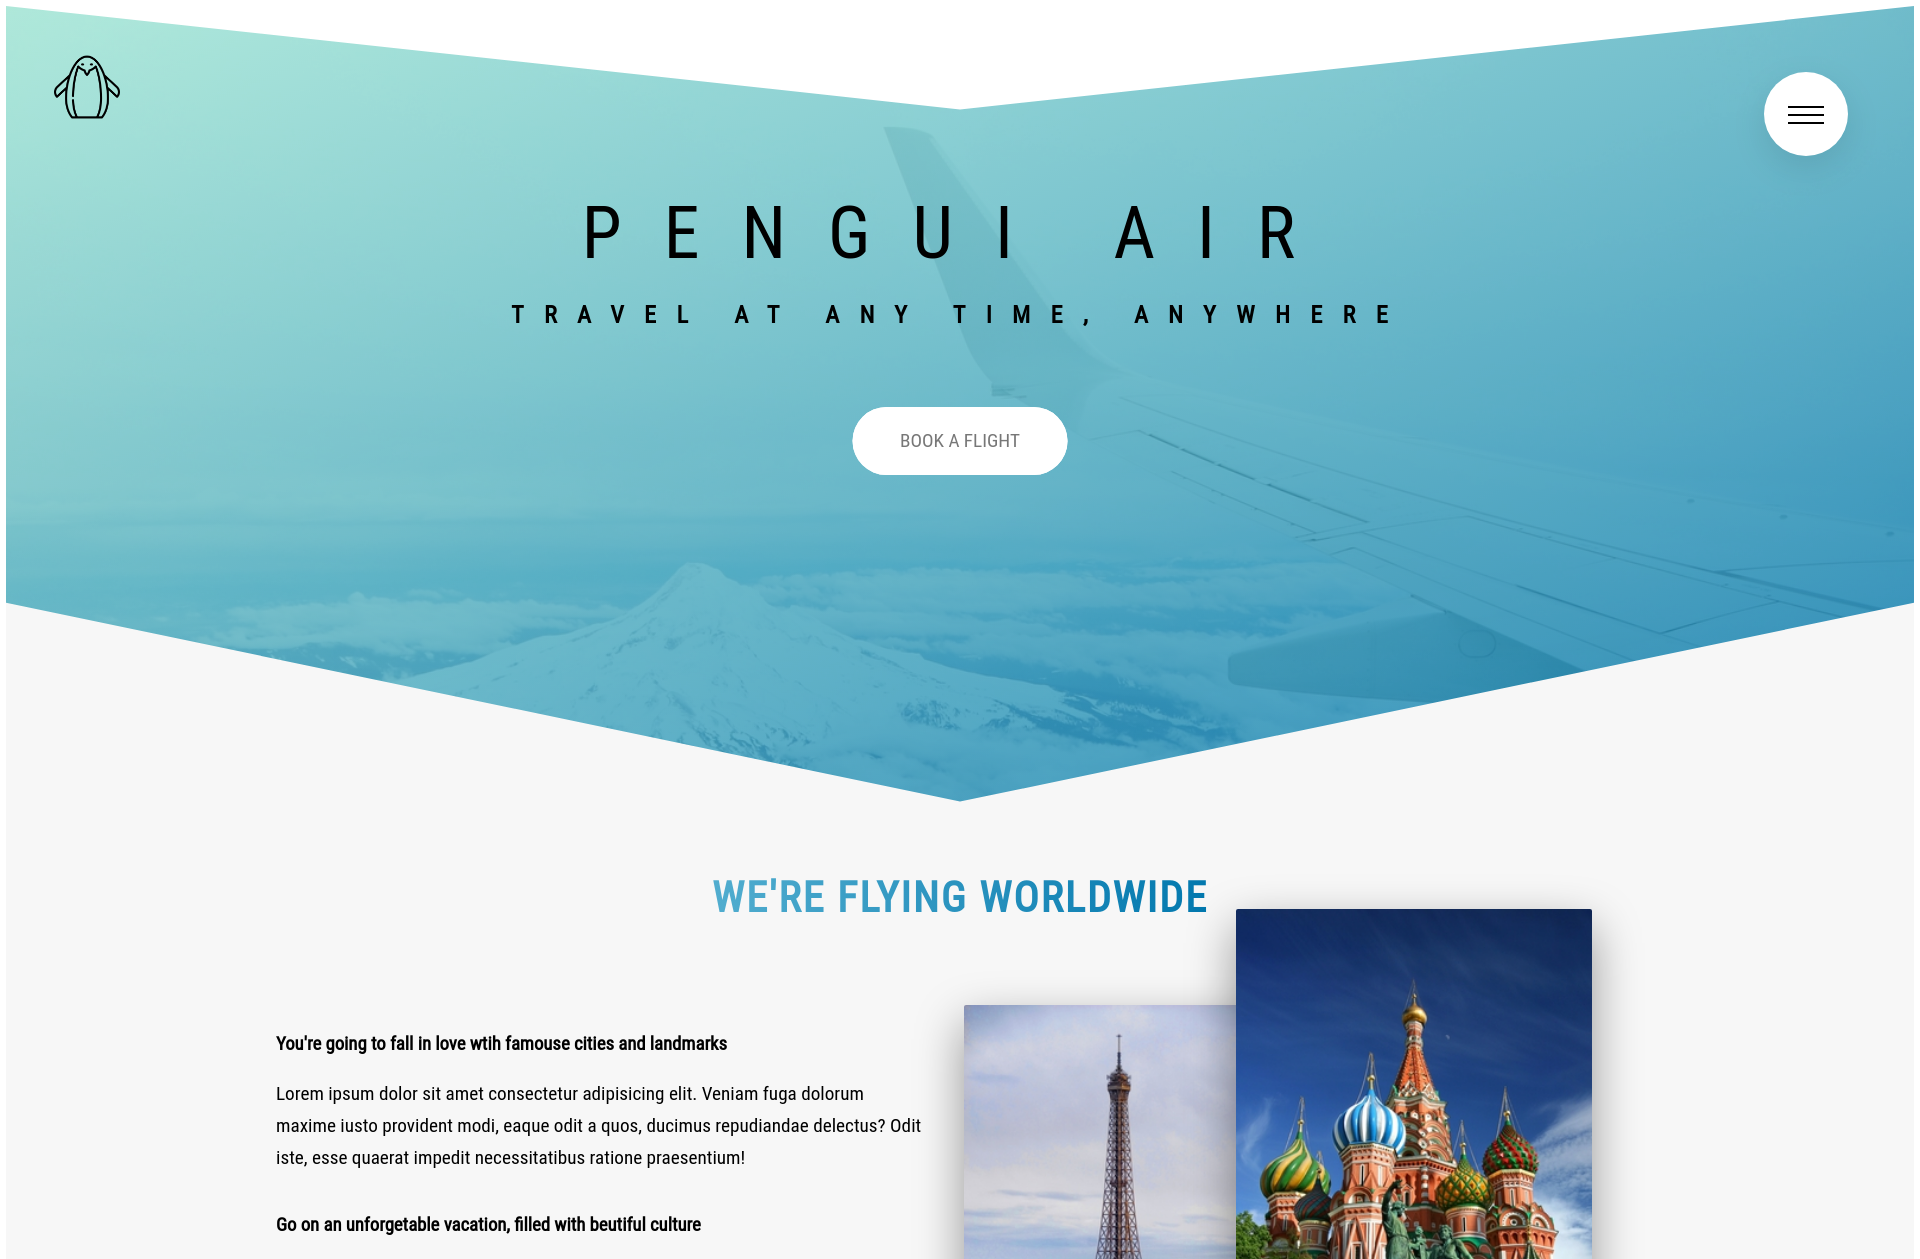 PENGUI AIR
TRAVEL AT ANY TIME, ANYWHERE
BOOK A FLIGHT
WE'RE FLYING WORLDWIDE
You're going to fall in love wtih famouse cities and landmarks
Lorem ipsum dolor sit amet consectetur adipisicing elit. Veniam fuga dolorum
maxime iusto provident modi, eaque odit a quos, ducimus repudiandae delectus? Odit
iste, esse quaerat impedit necessitatibus ratione praesentium!
Go on an unforgetable vacation, filled with beutiful culture